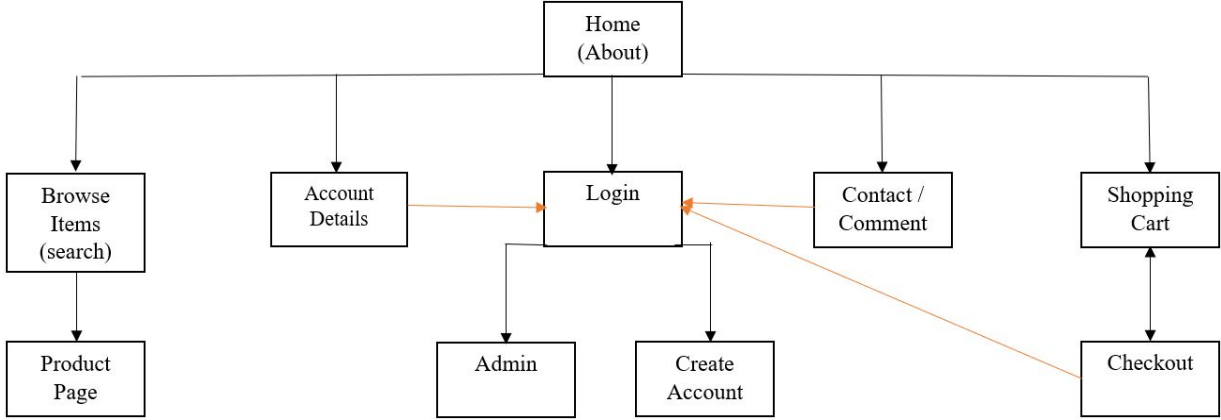 Home
(About)
Browse
Items
(search)
Account
Details
Login
Contact /
Comment
Shopping
Cart
Product
Page
Admin
Create
Account
Checkout